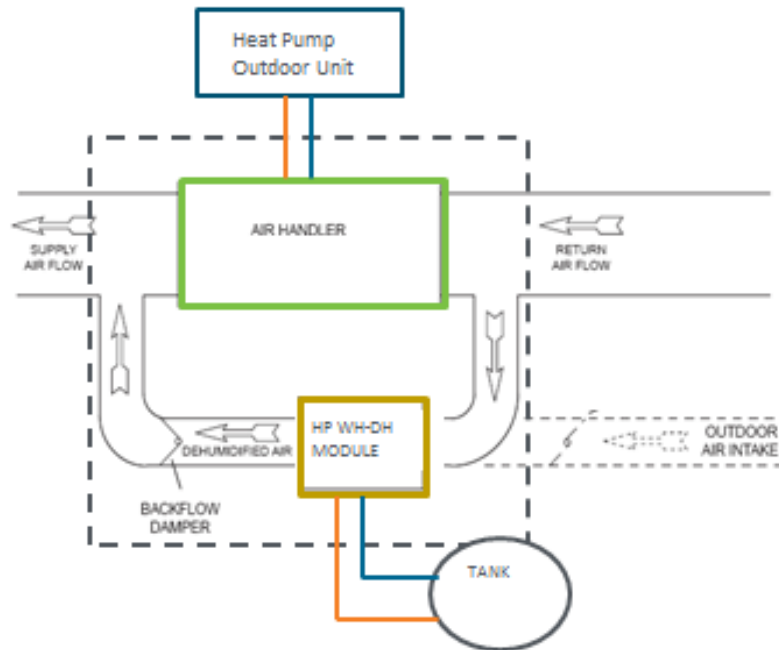 Heat Pump
Outdoor Unit
AIR HANDLER
SUPPLY
AIR FLOW
RETURN
AIR FLOW
HP WH-DH
MODULE
DEHUMIDIFIED AIR
OUTDOOR
AIR INTAKE
BACKFLOW
DAMPER
TANK